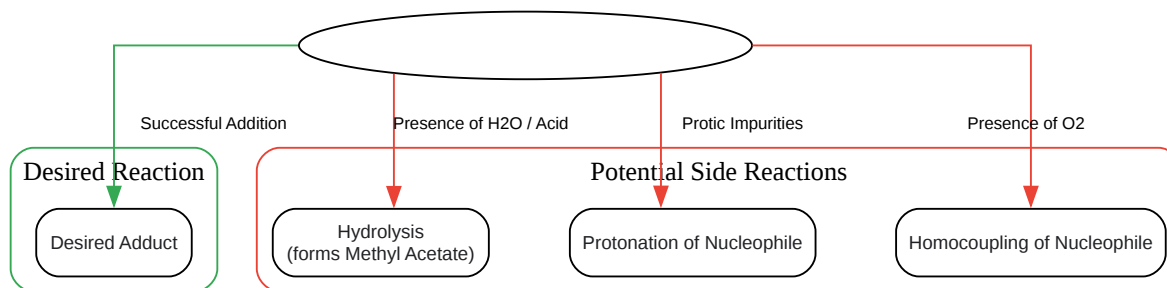 Successful Addition
Presence of H2O / Acid
Protic Impurities
Presence of O2
Desired Reaction
Potential Side Reactions
Desired Adduct
Hydrolysis
(forms Methyl Acetate)
Protonation of Nucleophile
Homocoupling of Nucleophile